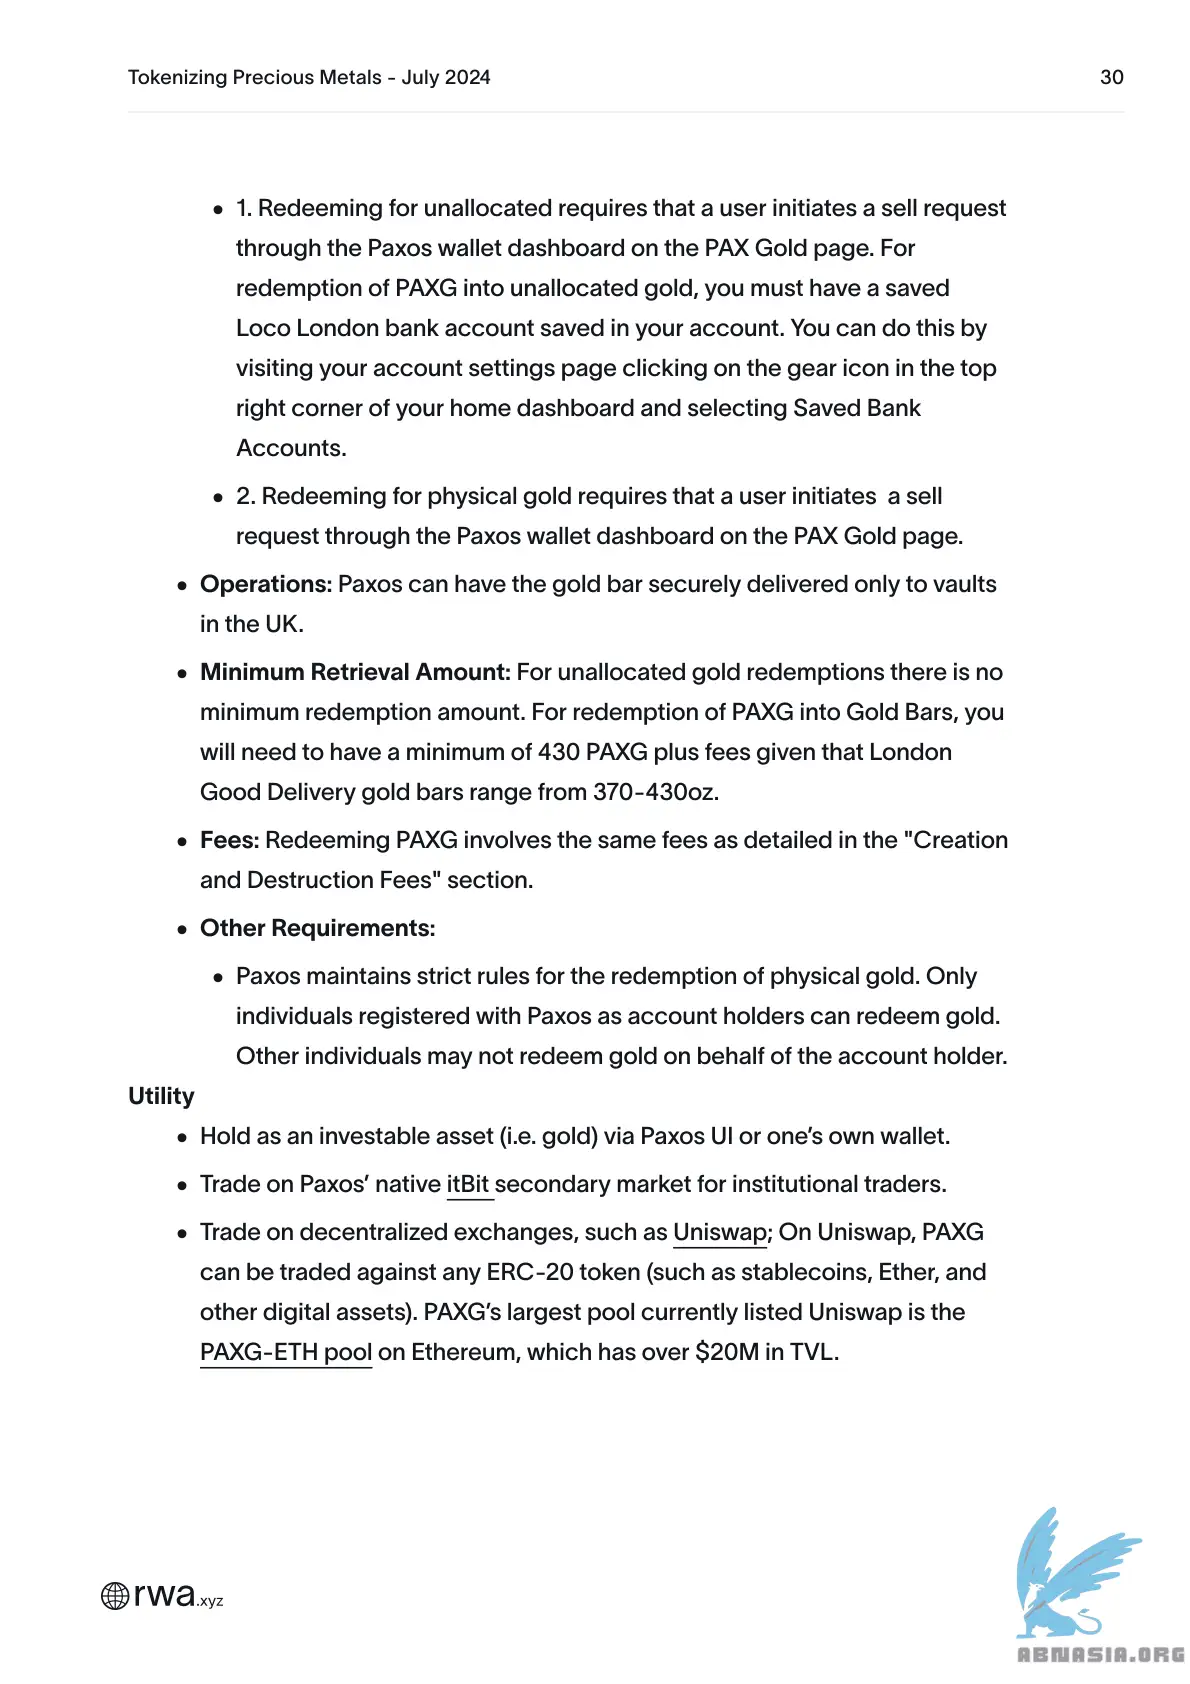 Tokenizing Precious Metals - July 2024 30
• 1. Redeeming for unallocated requires that a user initiates a sell request
through the Paxos wallet dashboard on the PAX Gold page. For
redemption of PAXG into unallocated gold, you must have a saved
Loco London bank account saved in your account. You can do this by
visiting your account settings page clicking on the gear icon in the top
right corner of your home dashboard and selecting Saved Bank
Accounts.
• 2. Redeeming for physical gold requires that a user initiates  a sell
request through the Paxos wallet dashboard on the PAX Gold page.
• Operations: Paxos can have the gold bar securely delivered only to vaults
in the UK.
• Minimum Retrieval Amount: For unallocated gold redemptions there is no
minimum redemption amount. For redemption of PAXG into Gold Bars, you
will need to have a minimum of 430 PAXG plus fees given that London
Good Delivery gold bars range from 370-430oz.
• Fees: Redeeming PAXG involves the same fees as detailed in the "Creation
and Destruction Fees" section.
• Other Requirements:
• Paxos maintains strict rules for the redemption of physical gold. Only
individuals registered with Paxos as account holders can redeem gold.
Other individuals may not redeem gold on behalf of the account holder.
Utility
• Hold as an investable asset (i.e. gold) via Paxos UI or one’s own wallet.
• Trade on Paxos’ native itBit secondary market for institutional traders.
• Trade on decentralized exchanges, such as Uniswap; On Uniswap, PAXG
can be traded against any ERC-20 token (such as stablecoins, Ether, and
other digital assets). PAXG’s largest pool currently listed Uniswap is the
PAXG-ETH pool on Ethereum, which has over $20M in TVL.
rwa.xyz
ABNASIA.ORG